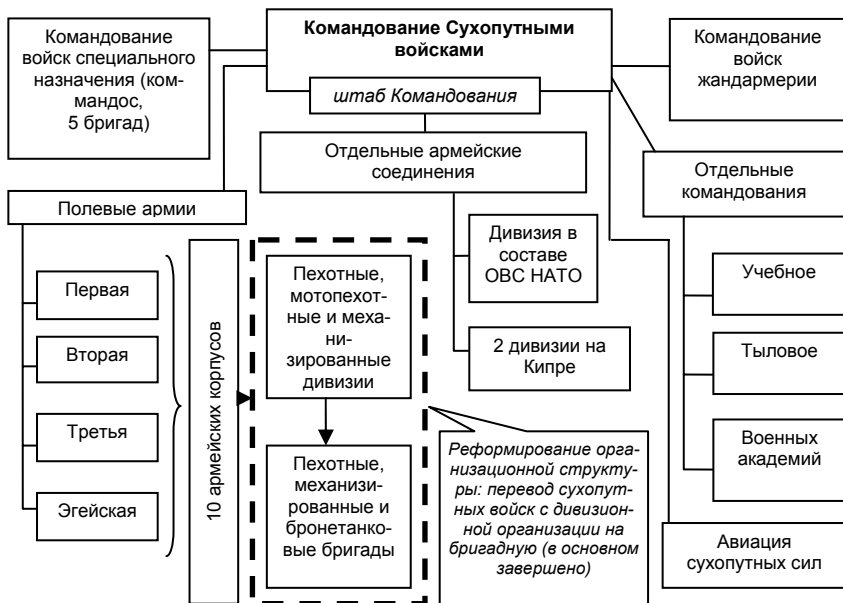 Командование
войск специального
назначения (ком-
мандос,
5 бригад)
Командование Сухопутными
войсками
штаб Командования
Командование
войск
жандармерии
Отдельные армейские
соединения
Отдельные
командования
Полевые армии
Первая
Вторая
Третья
Эгейская
10 армейских корпусов
Пехотные,
мотопехот-
ные и меха-
ни-
зированные
дивизии
Пехотные,
механизи-
рованные и
бронетанко-
вые бригады
Дивизия в
составе
ОВС НАТО
2 дивизии на
Кипре
Реформирование орга-
низационной структу-
ры: перевод сухопут-
ных войск с дивизион-
ной организации на
бригадную (в основном
завершено)
Учебное
Тыловое
Военных
академий
Авиация
сухопутных сил